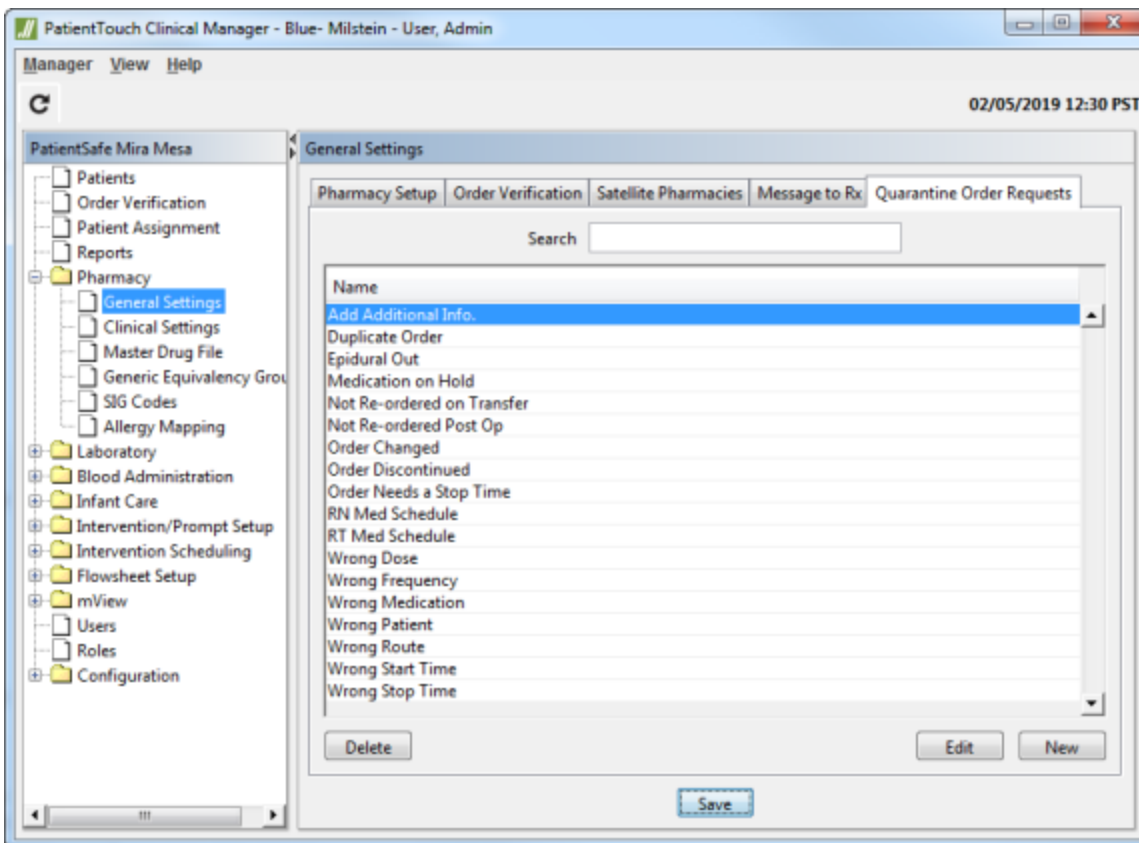 PatientTouch Clinical Manager - Blue- Milstein - User, Admin
Manager View Help
02/05/2019 12:30 PST
PatientSafe Mira Mesa
Patients
Order Verification
Patient Assignment
Reports
Pharmacy
General Settings
Clinical Settings
Master Drug File
Generic Equivalency Grou
SIG Codes
Allergy Mapping
Laboratory
Blood Administration
Infant Care
Intervention/Prompt Setup
Intervention Scheduling
Flowsheet Setup
mView
Users
Roles
Configuration
General Settings
Pharmacy Setup Order Verification Satellite Pharmacies Message to Rx Quarantine Order Requests
Search
Name
Add Additional Info.
Duplicate Order
Epidural Out
Medication on Hold
Not Re-ordered on Transfer
Not Re-ordered Post Op
Order Changed
Order Discontinued
Order Needs a Stop Time
RN Med Schedule
RT Med Schedule
Wrong Dose
Wrong Frequency
Wrong Medication
Wrong Patient
Wrong Route
Wrong Start Time
Wrong Stop Time
Delete Edit New
Save